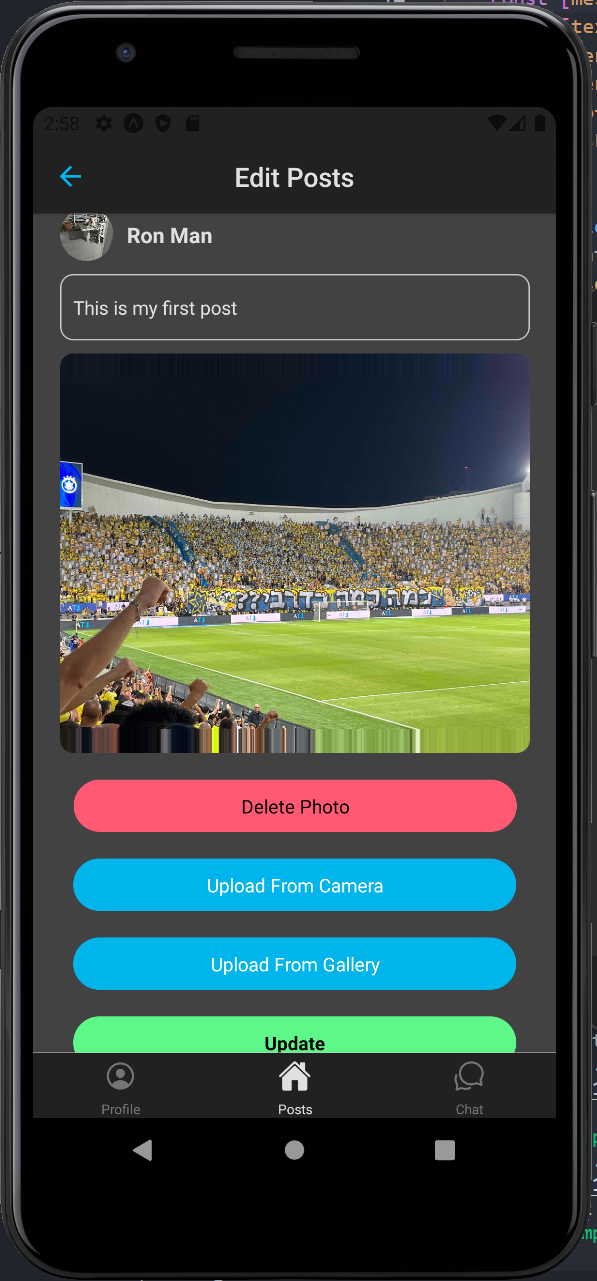 2:58
Edit Posts
Ron Man
This is my first post
Delete Photo
Upload From Camera
Upload From Gallery
Update
Profile
Posts
Chat